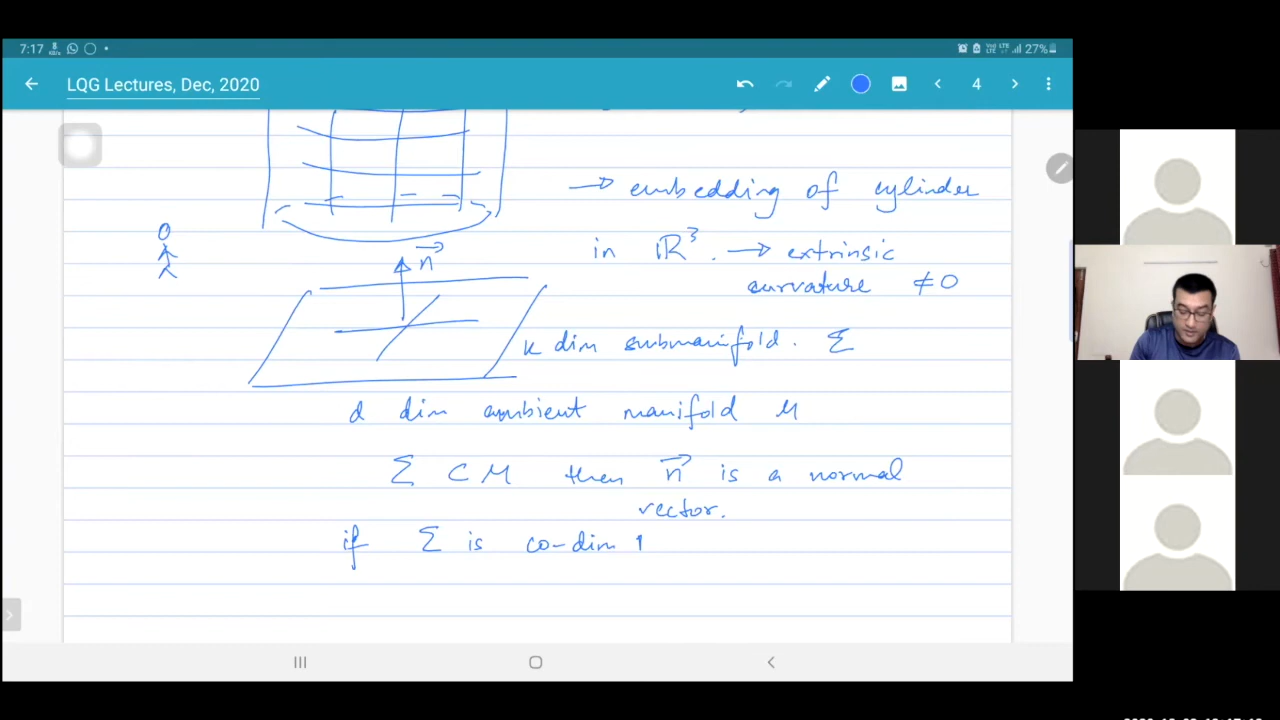 7:17
27%
LQG Lectures, Dec, 2020
4
→ embedding of cylinder
in ℝ³. → extrinsic
curvature ≠ 0
n⃗
k dim submanifold. Σ
d dim ambient manifold M
Σ ⊂ M then n⃗ is a normal
vector.
if Σ is co-dim 1